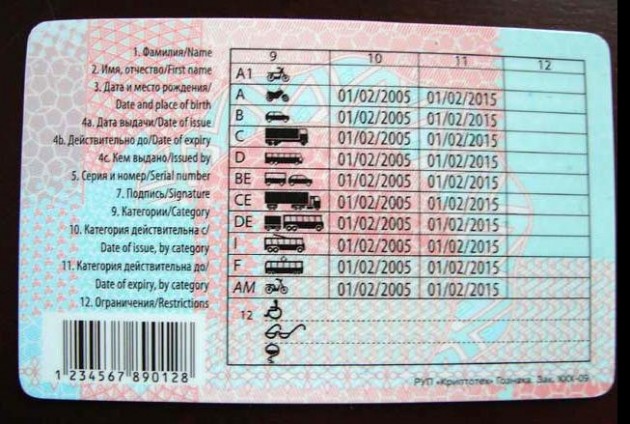 1. Фамилия/Name
2. Имя, отчество/First name
3. Дата и место рождения/
Date and place of birth
4a. Дата выдачи/Date of issue
4b. Действительно до/Date of expiry
4c. Кем выдано/Issued by
5. Серия и номер/Serial number
7. Подпись/Signature
9. Категории/Category
10. Категория действительна с/
Date of issue, by category
11. Категория действительна до/
Date of expiry, by category
12. Ограничения/Restrictions
1 234567 890128
9 10 11 12
A1
A 01/02/2005 01/02/2015
B 01/02/2005 01/02/2015
C 01/02/2005 01/02/2015
D 01/02/2005 01/02/2015
BE 01/02/2005 01/02/2015
CE 01/02/2005 01/02/2015
DE 01/02/2005 01/02/2015
I 01/02/2005 01/02/2015
F 01/02/2005 01/02/2015
AM 01/02/2005 01/02/2015
12
РУП «Криптотех» Гознака. Зак. XXX-05